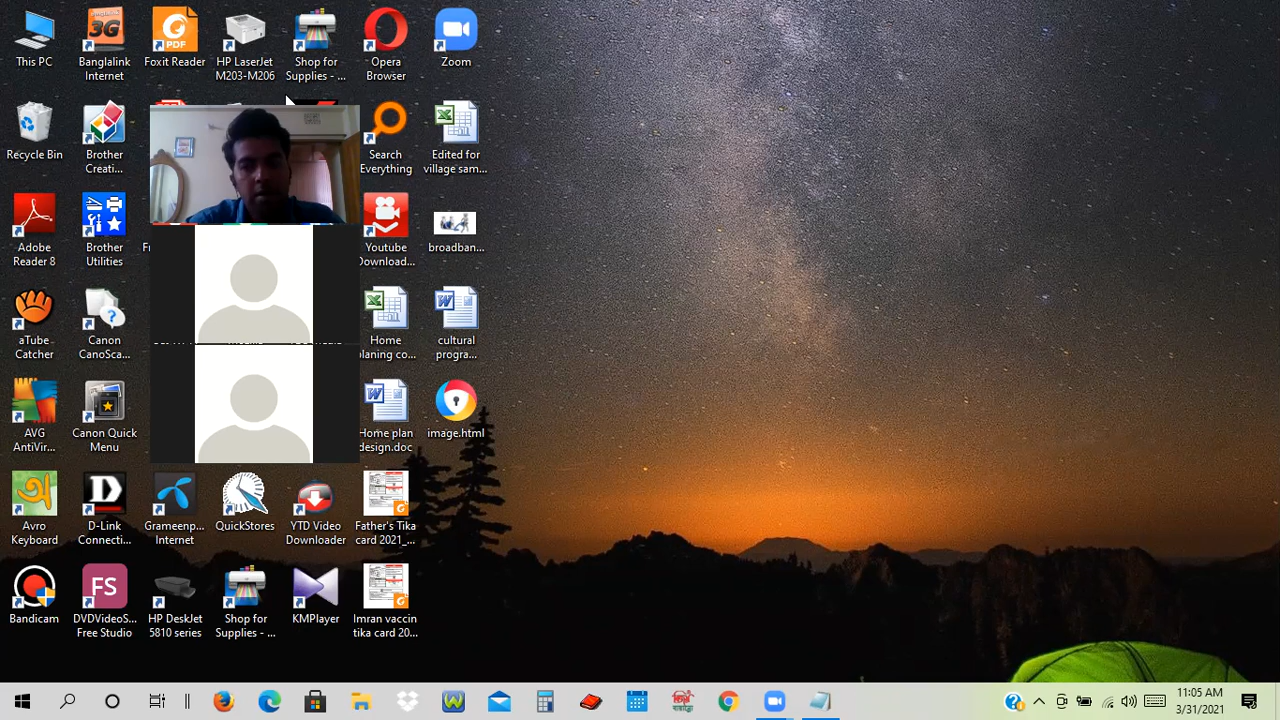 This PC
Banglalink
Internet
Foxit Reader
HP LaserJet
M203-M206
Shop for
Supplies - ...
Opera
Browser
Zoom
Recycle Bin
Brother
Creati...
Search
Everything
Edited for
village sam...
Adobe
Reader 8
Brother
Utilities
Youtube
Download...
broadban...
aTube
Catcher
Canon
CanoSca...
Home
planing co...
cultural
progra...
AVG
AntiVir...
Canon Quick
Menu
Home plan
design.doc
image.html
Avro
Keyboard
D-Link
Connecti...
Grameenp...
Internet
QuickStores
YTD Video
Downloader
Father's Tika
card 2021_...
Bandicam
DVDVideoS...
Free Studio
HP DeskJet
5810 series
Shop for
Supplies - ...
KMPlayer
Imran vaccin
tika card 20...
11:05 AM
3/31/2021